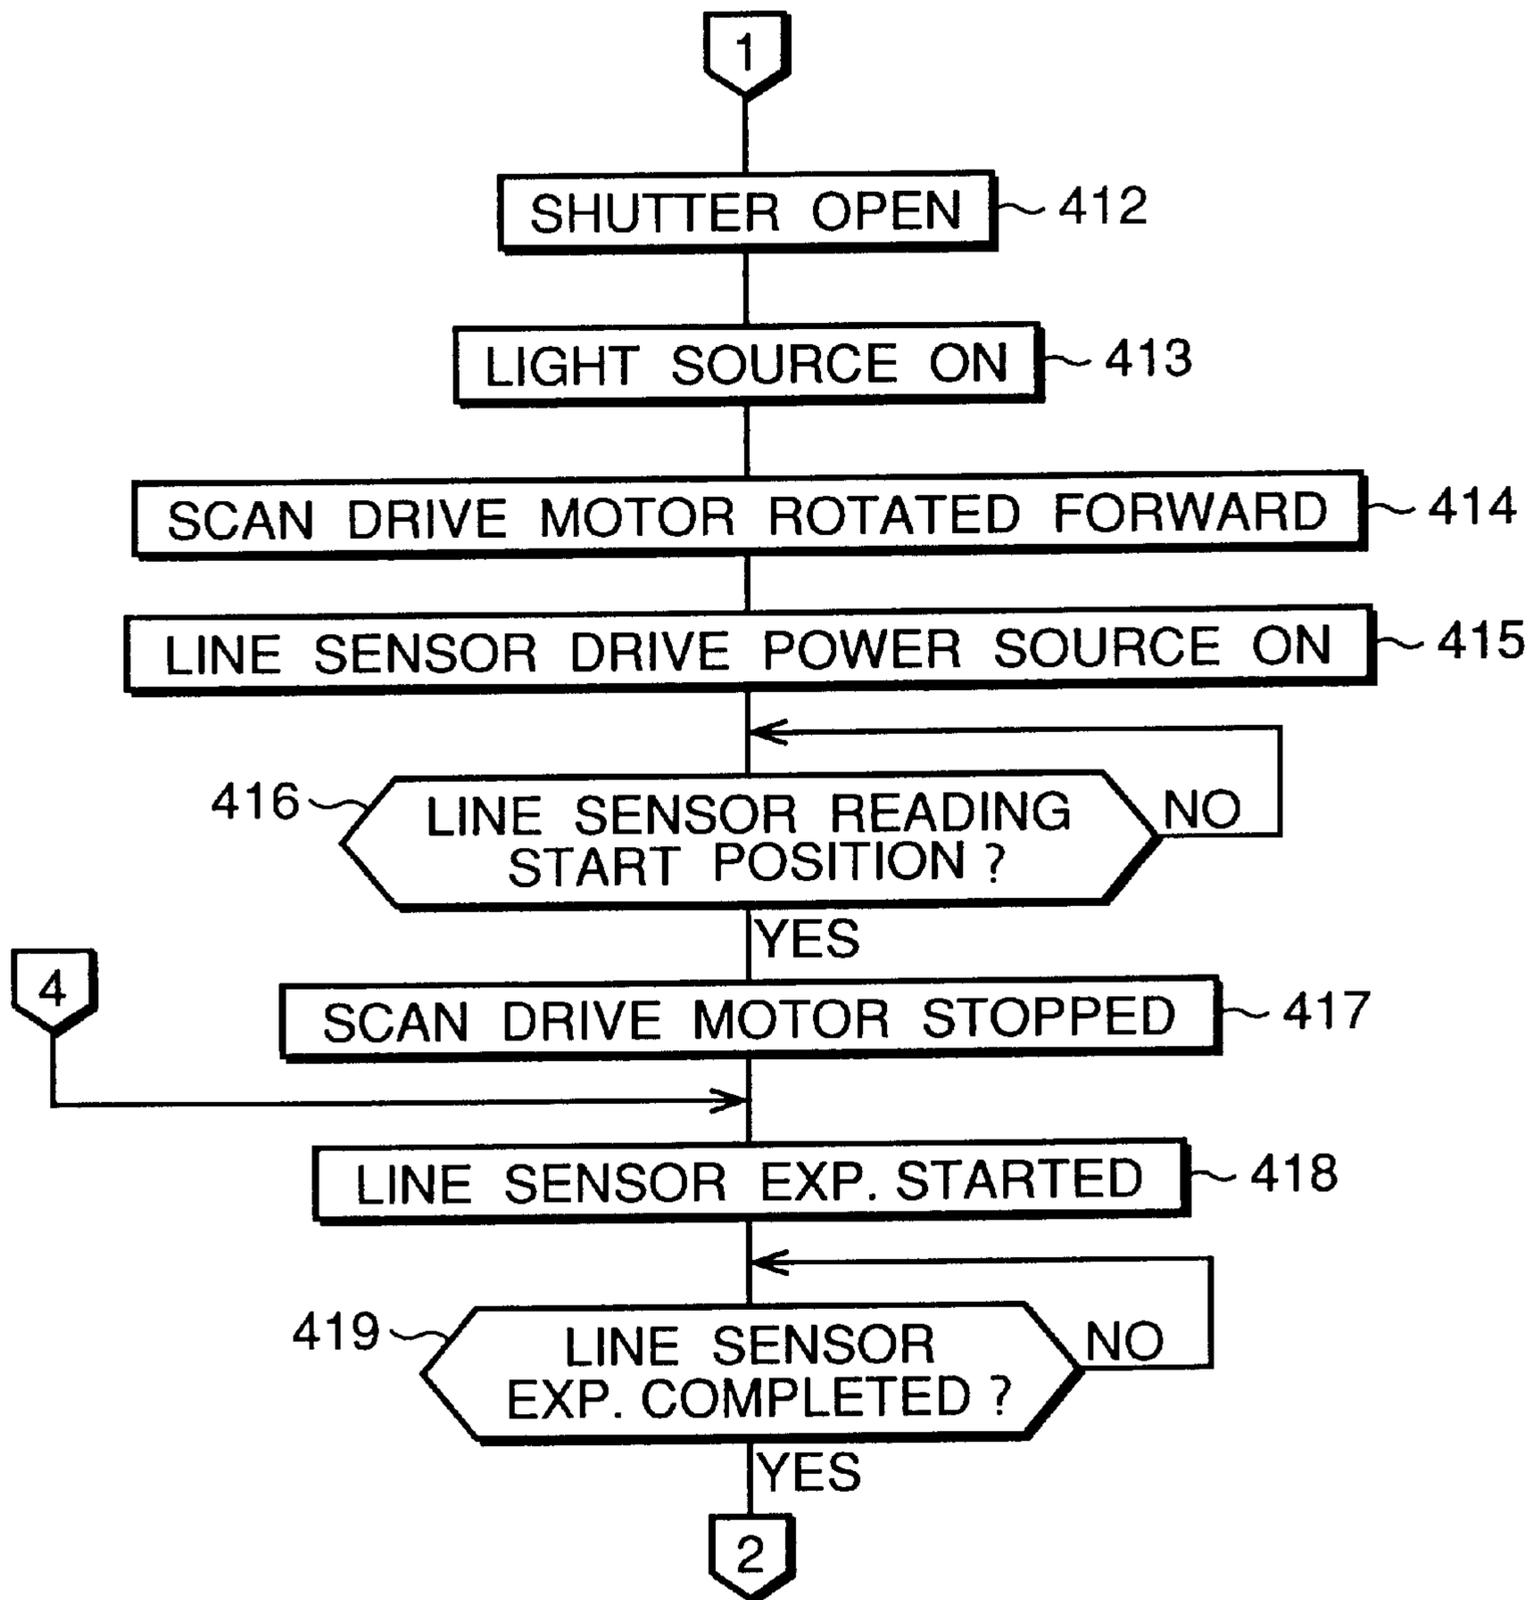 1
SHUTTER OPEN 412
LIGHT SOURCE ON 413
SCAN DRIVE MOTOR ROTATED FORWARD 414
LINE SENSOR DRIVE POWER SOURCE ON 415
416 LINE SENSOR READING NO
START POSITION ?
YES
4
SCAN DRIVE MOTOR STOPPED 417
LINE SENSOR EXP. STARTED 418
419 LINE SENSOR NO
EXP. COMPLETED ?
YES
2